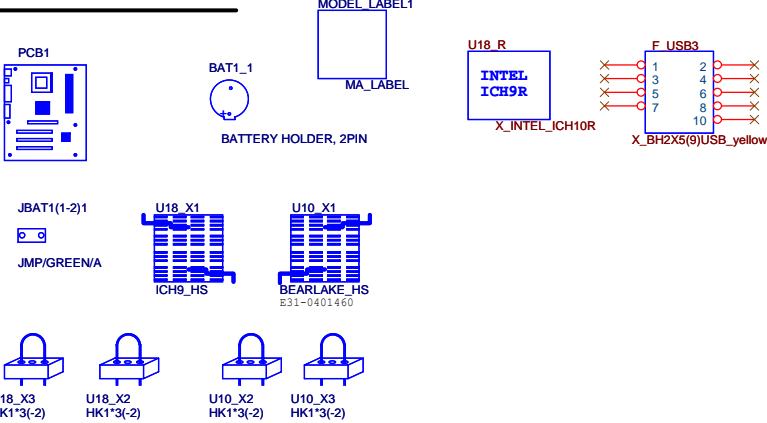 MODEL_LABEL1
MA_LABEL
PCB1
BAT1_1
BATTERY HOLDER, 2PIN
U18_R
INTEL
ICH9R
X_INTEL_ICH10R
F_USB3
1 2
3 4
5 6
7 8
10
X_BH2X5(9)USB_yellow
JBAT1(1-2)1
JMP/GREEN/A
U18_X1
ICH9_HS
U10_X1
BEARLAKE_HS
E31-0401460
18_X3
K1*3(-2)
U18_X2
HK1*3(-2)
U10_X2
HK1*3(-2)
U10_X3
HK1*3(-2)